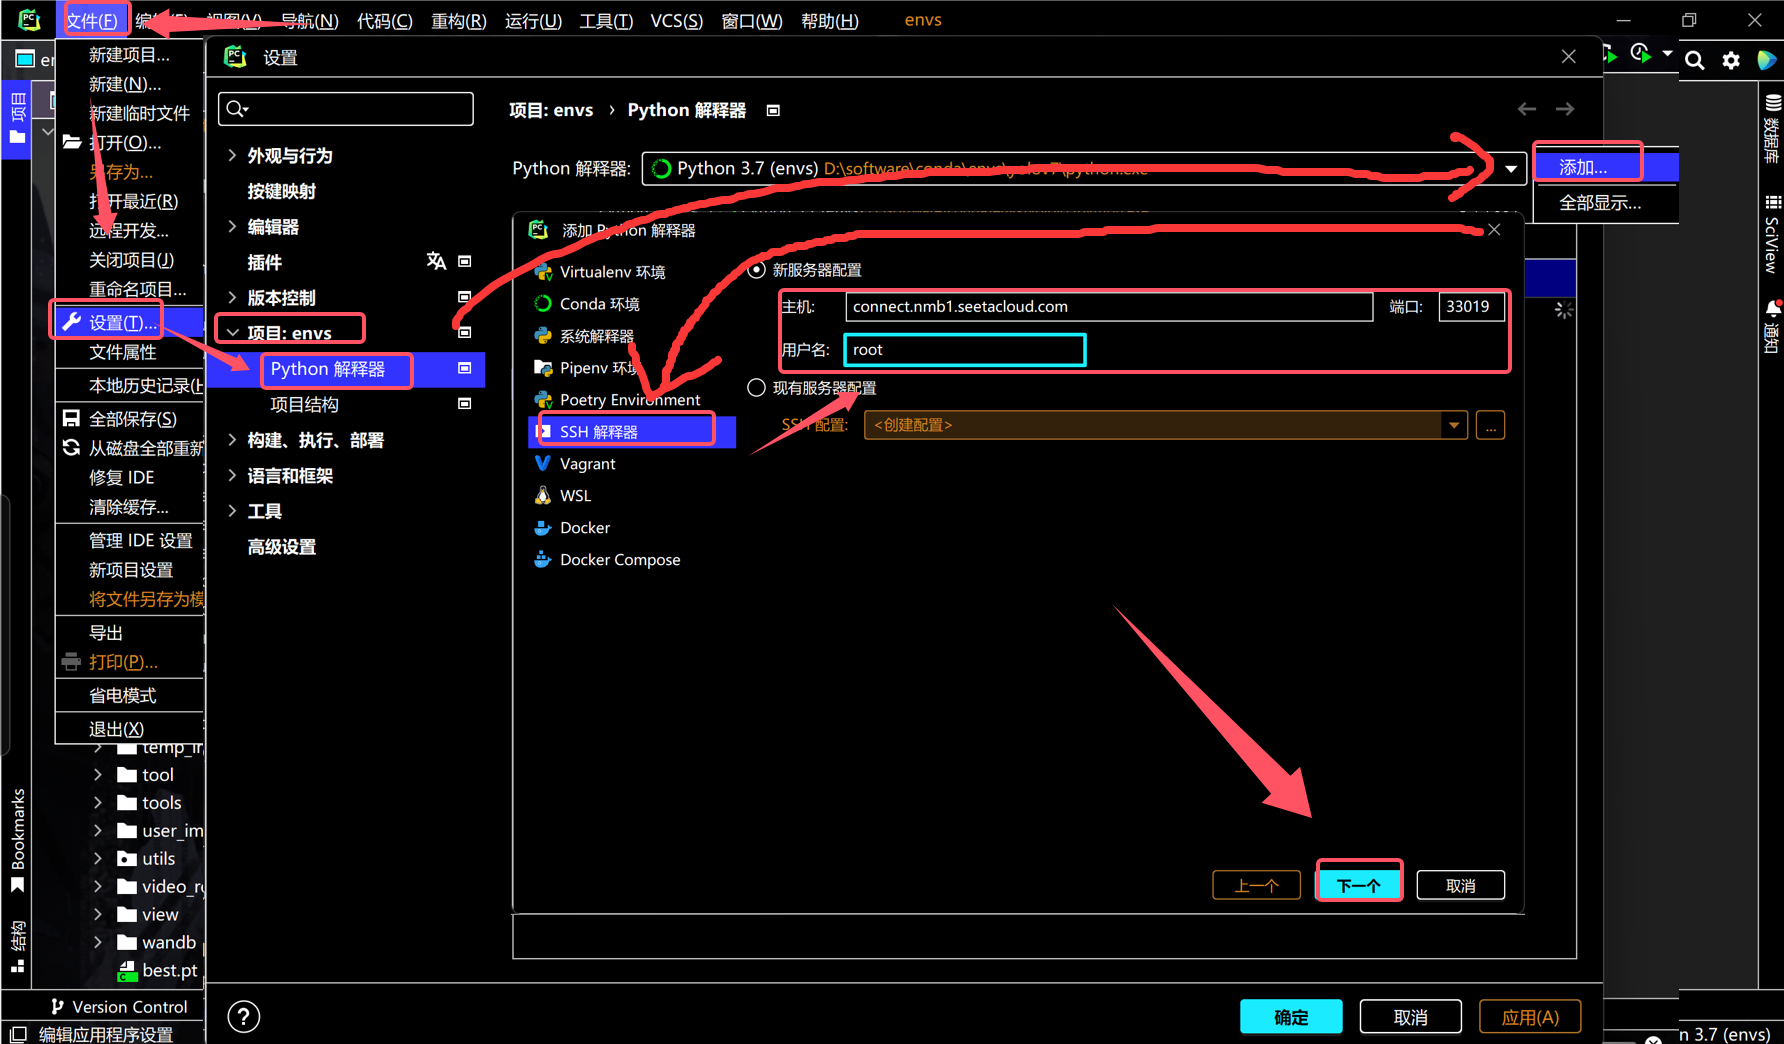 文件(F) 编辑(E) 视图(V) 导航(N) 代码(C) 重构(R) 运行(U) 工具(T) VCS(S) 窗口(W) 帮助(H) envs
新建项目...
新建(N)...
新建临时文件
打开(O)...
另存为...
打开最近(R)
远程开发...
关闭项目(J)
重命名项目...
设置(T)...
文件属性
本地历史记录(H
全部保存(S)
从磁盘全部重新
修复 IDE
清除缓存...
管理 IDE 设置
新项目设置
将文件另存为模
导出
打印(P)...
省电模式
退出(X)
tool
tools
user_im
utils
video_r
view
wandb
best.pt
项目
Bookmarks
结构
Version Control
编辑应用程序设置
设置
外观与行为
按键映射
编辑器
插件
版本控制
项目: envs
Python 解释器
项目结构
构建、执行、部署
语言和框架
工具
高级设置
项目: envs › Python 解释器
Python 解释器: Python 3.7 (envs) D:\software\conda\envs\yolov7\python.exe
添加...
全部显示...
添加 Python 解释器
Virtualenv 环境
Conda 环境
系统解释器
Pipenv 环境
Poetry Environment
SSH 解释器
Vagrant
WSL
Docker
Docker Compose
新服务器配置
主机: connect.nmb1.seetacloud.com 端口: 33019
用户名: root
现有服务器配置
SSH 配置: <创建配置> ...
上一个 下一个 取消
? 确定 取消 应用(A)
数据库
SciView
通知
n 3.7 (envs)